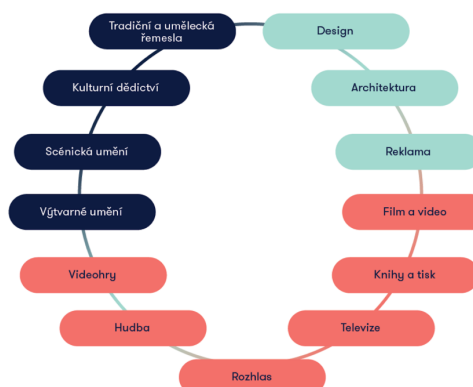 Tradiční a umělecká
řemesla
Design
Kulturní dědictví
Architektura
Scénická umění
Reklama
Výtvarné umění
Film a video
Videohry
Knihy a tisk
Hudba
Televize
Rozhlas